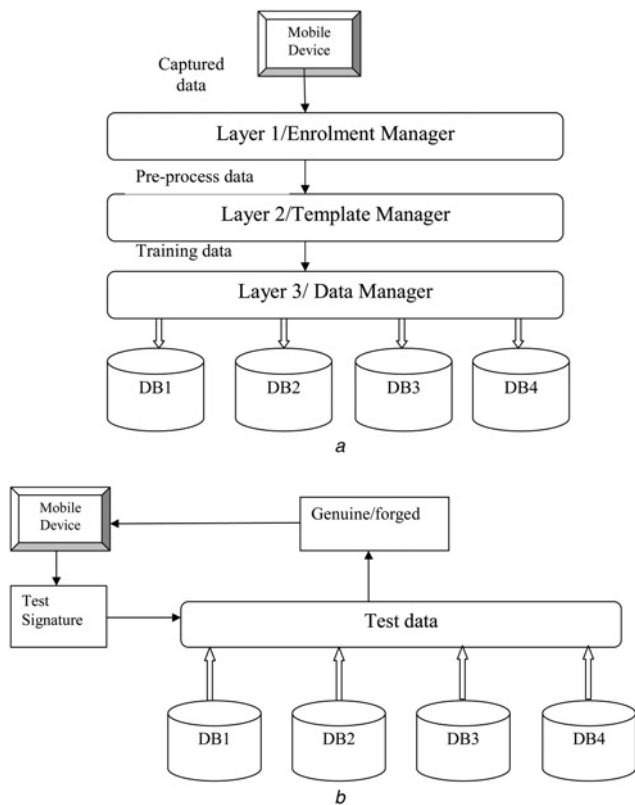 Mobile
Device
Captured
data
Layer 1/Enrolment Manager
Pre-process data
Layer 2/Template Manager
Training data
Layer 3/ Data Manager
DB1
DB2
DB3
DB4
a
Mobile
Device
Genuine/forged
Test
Signature
Test data
DB1
DB2
DB3
DB4
b